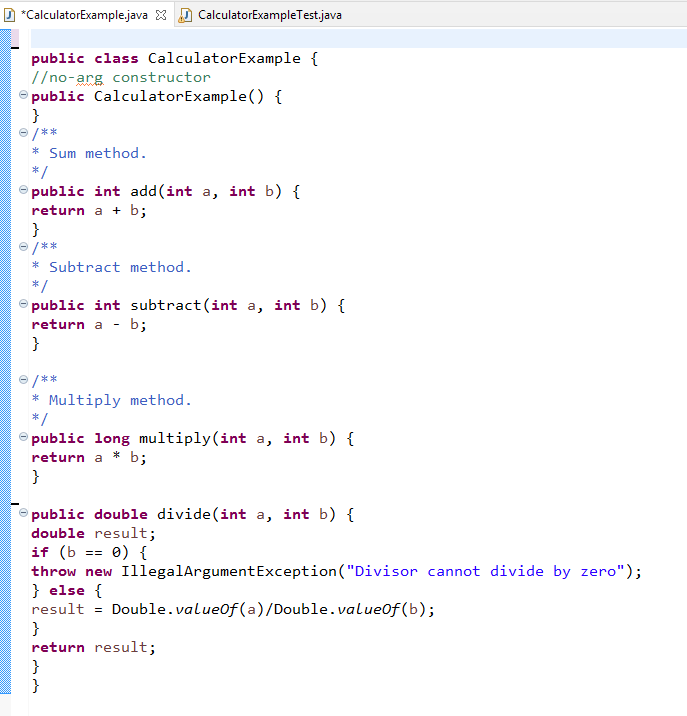 *CalculatorExample.java CalculatorExampleTest.java
public class CalculatorExample {
//no-arg constructor
public CalculatorExample() {
}
/**
* Sum method.
*/
public int add(int a, int b) {
return a + b;
}
/**
* Subtract method.
*/
public int subtract(int a, int b) {
return a - b;
}
/**
* Multiply method.
*/
public long multiply(int a, int b) {
return a * b;
}
public double divide(int a, int b) {
double result;
if (b == 0) {
throw new IllegalArgumentException("Divisor cannot divide by zero");
} else {
result = Double.valueOf(a)/Double.valueOf(b);
}
return result;
}
}